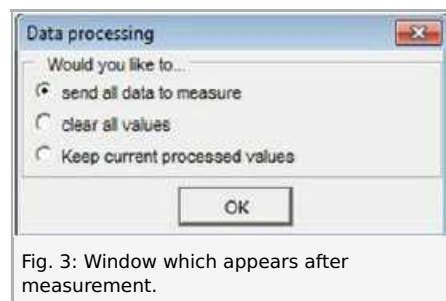 Data processing
Would you like to...
send all data to measure
clear all values
Keep current processed values
OK
Fig. 3: Window which appears after
measurement.